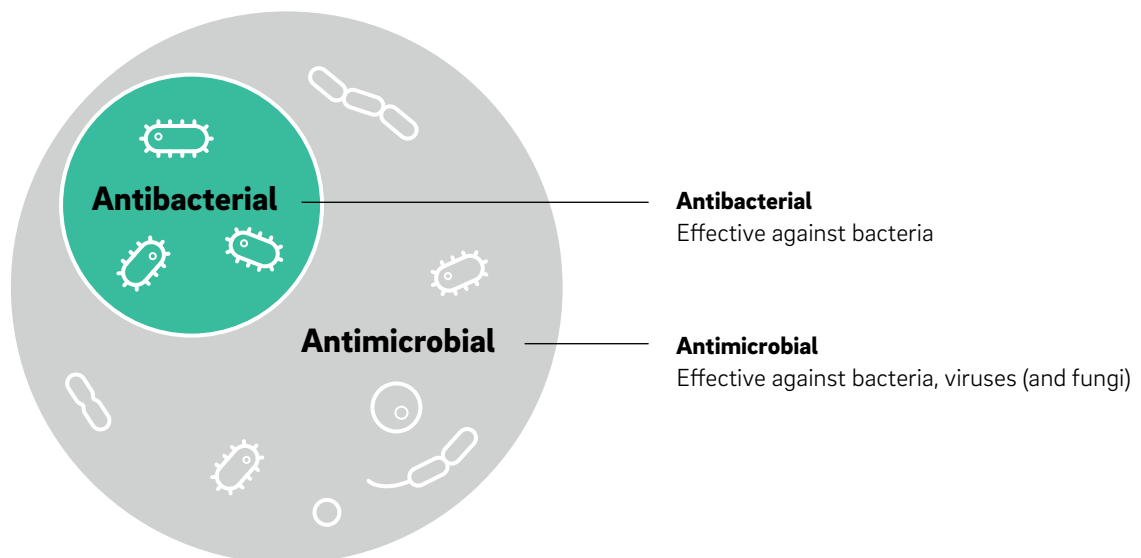 Antibacterial
Antimicrobial
Antibacterial
Effective against bacteria
Antimicrobial
Effective against bacteria, viruses (and fungi)